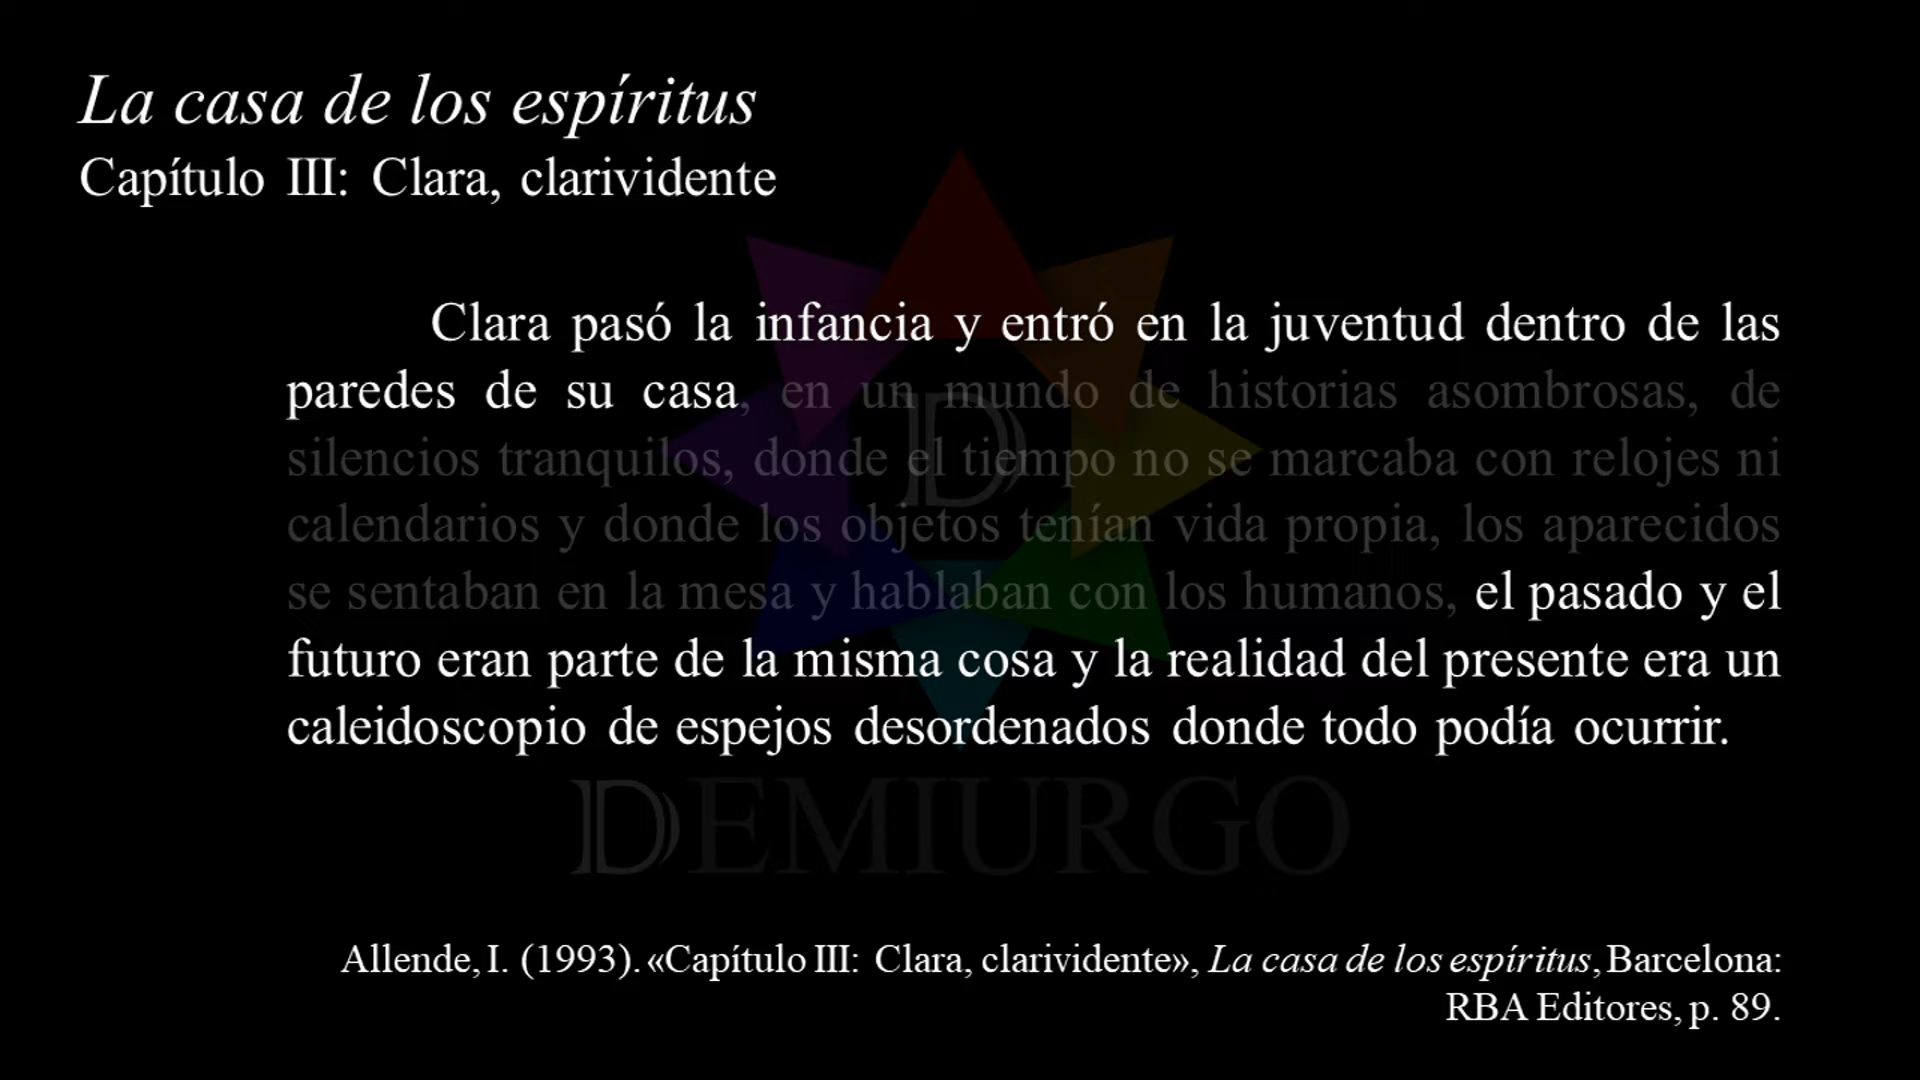 La casa de los espíritus
Capítulo III: Clara, clarividente
Clara pasó la infancia y entró en la juventud dentro de las
paredes de su casa, en un mundo de historias asombrosas, de
silencios tranquilos, donde el tiempo no se marcaba con relojes ni
calendarios y donde los objetos tenían vida propia, los aparecidos
se sentaban en la mesa y hablaban con los humanos, el pasado y el
futuro eran parte de la misma cosa y la realidad del presente era un
caleidoscopio de espejos desordenados donde todo podía ocurrir.
D
DEMIURGO
Allende, I. (1993). «Capítulo III: Clara, clarividente», La casa de los espíritus, Barcelona:
RBA Editores, p. 89.